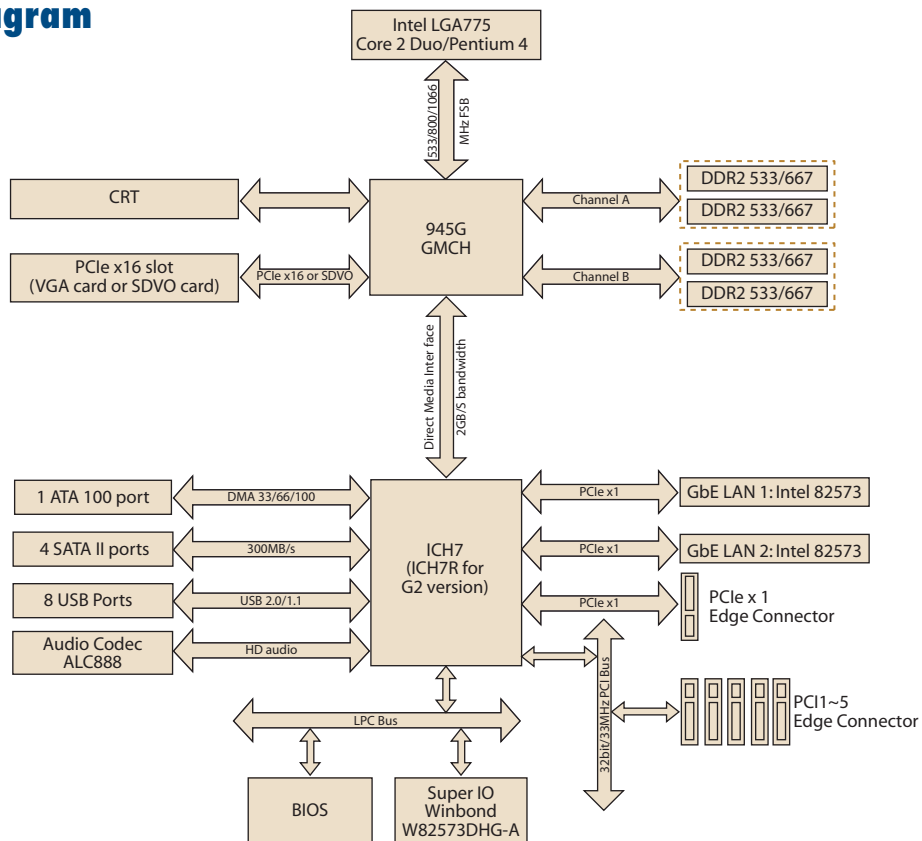 agram
Intel LGA775
Core 2 Duo/Pentium 4
533/800/1066
MHz FSB
CRT
945G
GMCH
Channel A
DDR2 533/667
DDR2 533/667
PCIe x16 slot
(VGA card or SDVO card)
PCIe x16 or SDVO
Channel B
DDR2 533/667
DDR2 533/667
Direct Media Inter face
2GB/S bandwidth
1 ATA 100 port
DMA 33/66/100
ICH7
(ICH7R for
G2 version)
PCIe x1
GbE LAN 1: Intel 82573
4 SATA II ports
300MB/s
PCIe x1
GbE LAN 2: Intel 82573
8 USB Ports
USB 2.0/1.1
PCIe x1
PCIe x 1
Edge Connector
Audio Codec
ALC888
HD audio
32bit/33MHz PCI Bus
PCI1~5
Edge Connector
LPC Bus
BIOS
Super IO
Winbond
W82573DHG-A